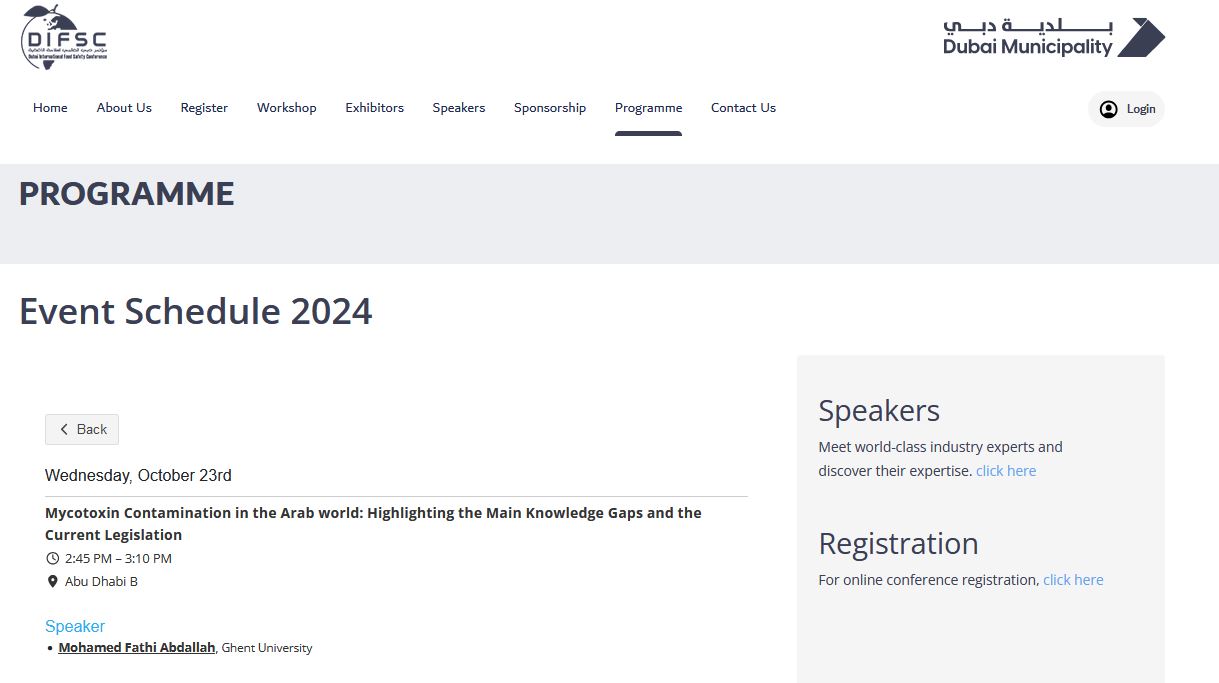 DIFSC
Dubai International Food Safety Conference
بلدية دبي
Dubai Municipality
Home About Us Register Workshop Exhibitors Speakers Sponsorship Programme Contact Us Login
PROGRAMME
Event Schedule 2024
Back
Wednesday, October 23rd
Mycotoxin Contamination in the Arab world: Highlighting the Main Knowledge Gaps and the
Current Legislation
2:45 PM – 3:10 PM
Abu Dhabi B
Speaker
• Mohamed Fathi Abdallah, Ghent University
Speakers
Meet world-class industry experts and
discover their expertise. click here
Registration
For online conference registration, click here